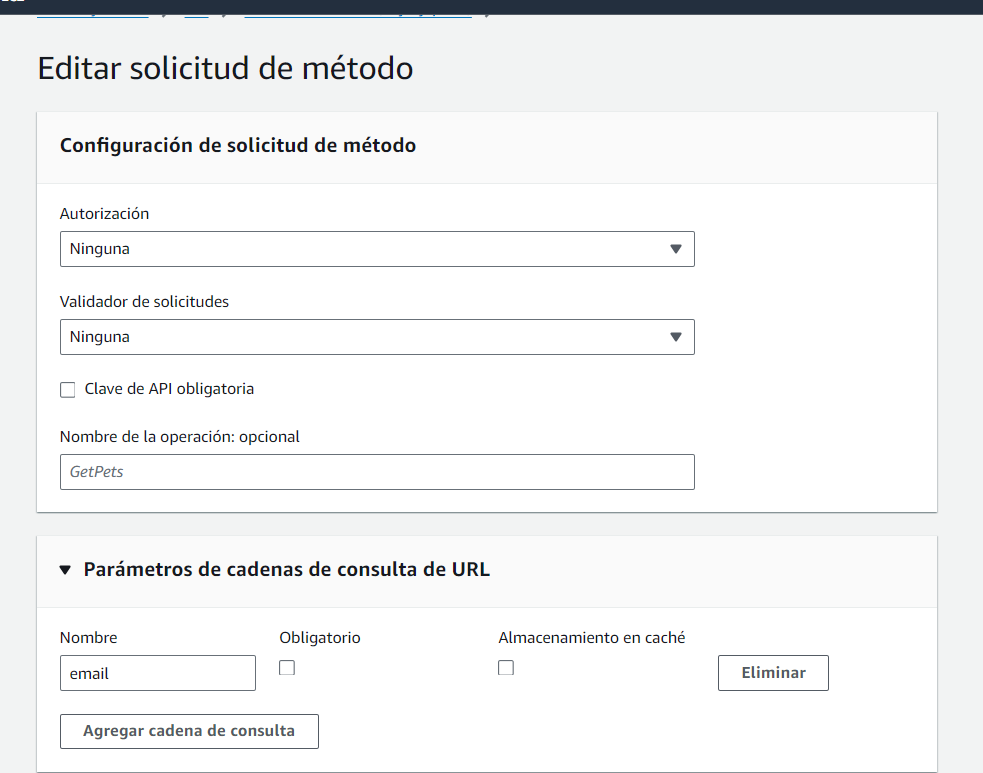 Editar solicitud de método
Configuración de solicitud de método
Autorización
Ninguna
Validador de solicitudes
Ninguna
Clave de API obligatoria
Nombre de la operación: opcional
GetPets
Parámetros de cadenas de consulta de URL
Nombre Obligatorio Almacenamiento en caché
email Eliminar
Agregar cadena de consulta